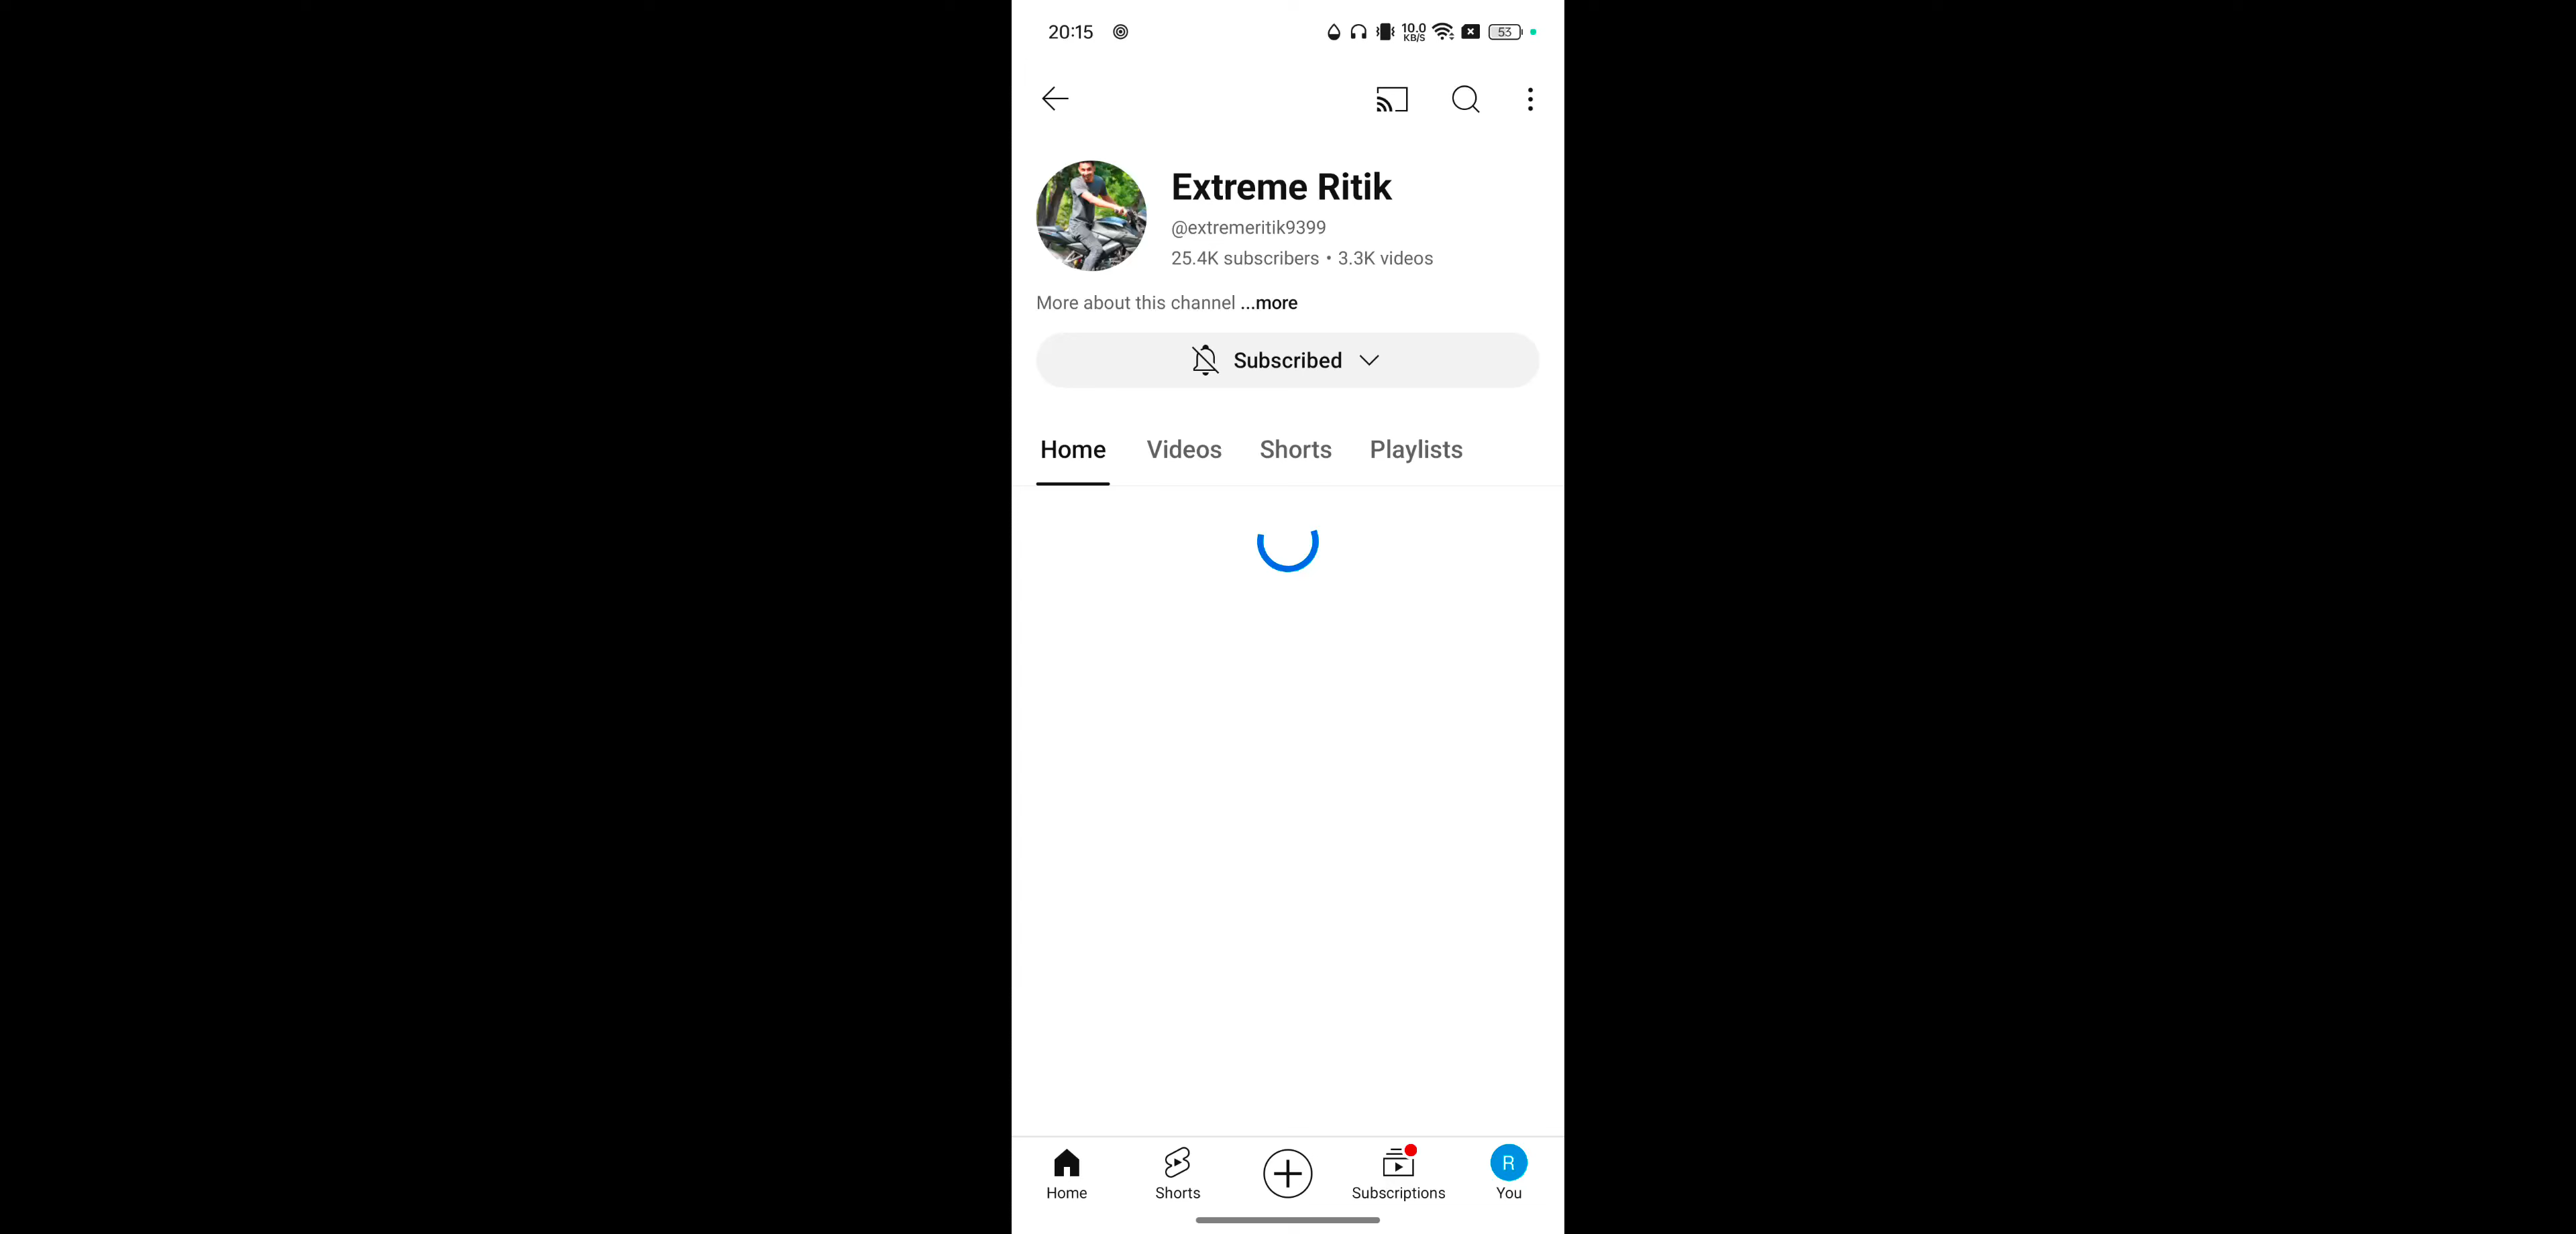 20:15
10.0
KB/S
53
Extreme Ritik
@extremeritik9399
25.4K subscribers • 3.3K videos
More about this channel ...more
Subscribed
Home Videos Shorts Playlists
R
Home Shorts Subscriptions You